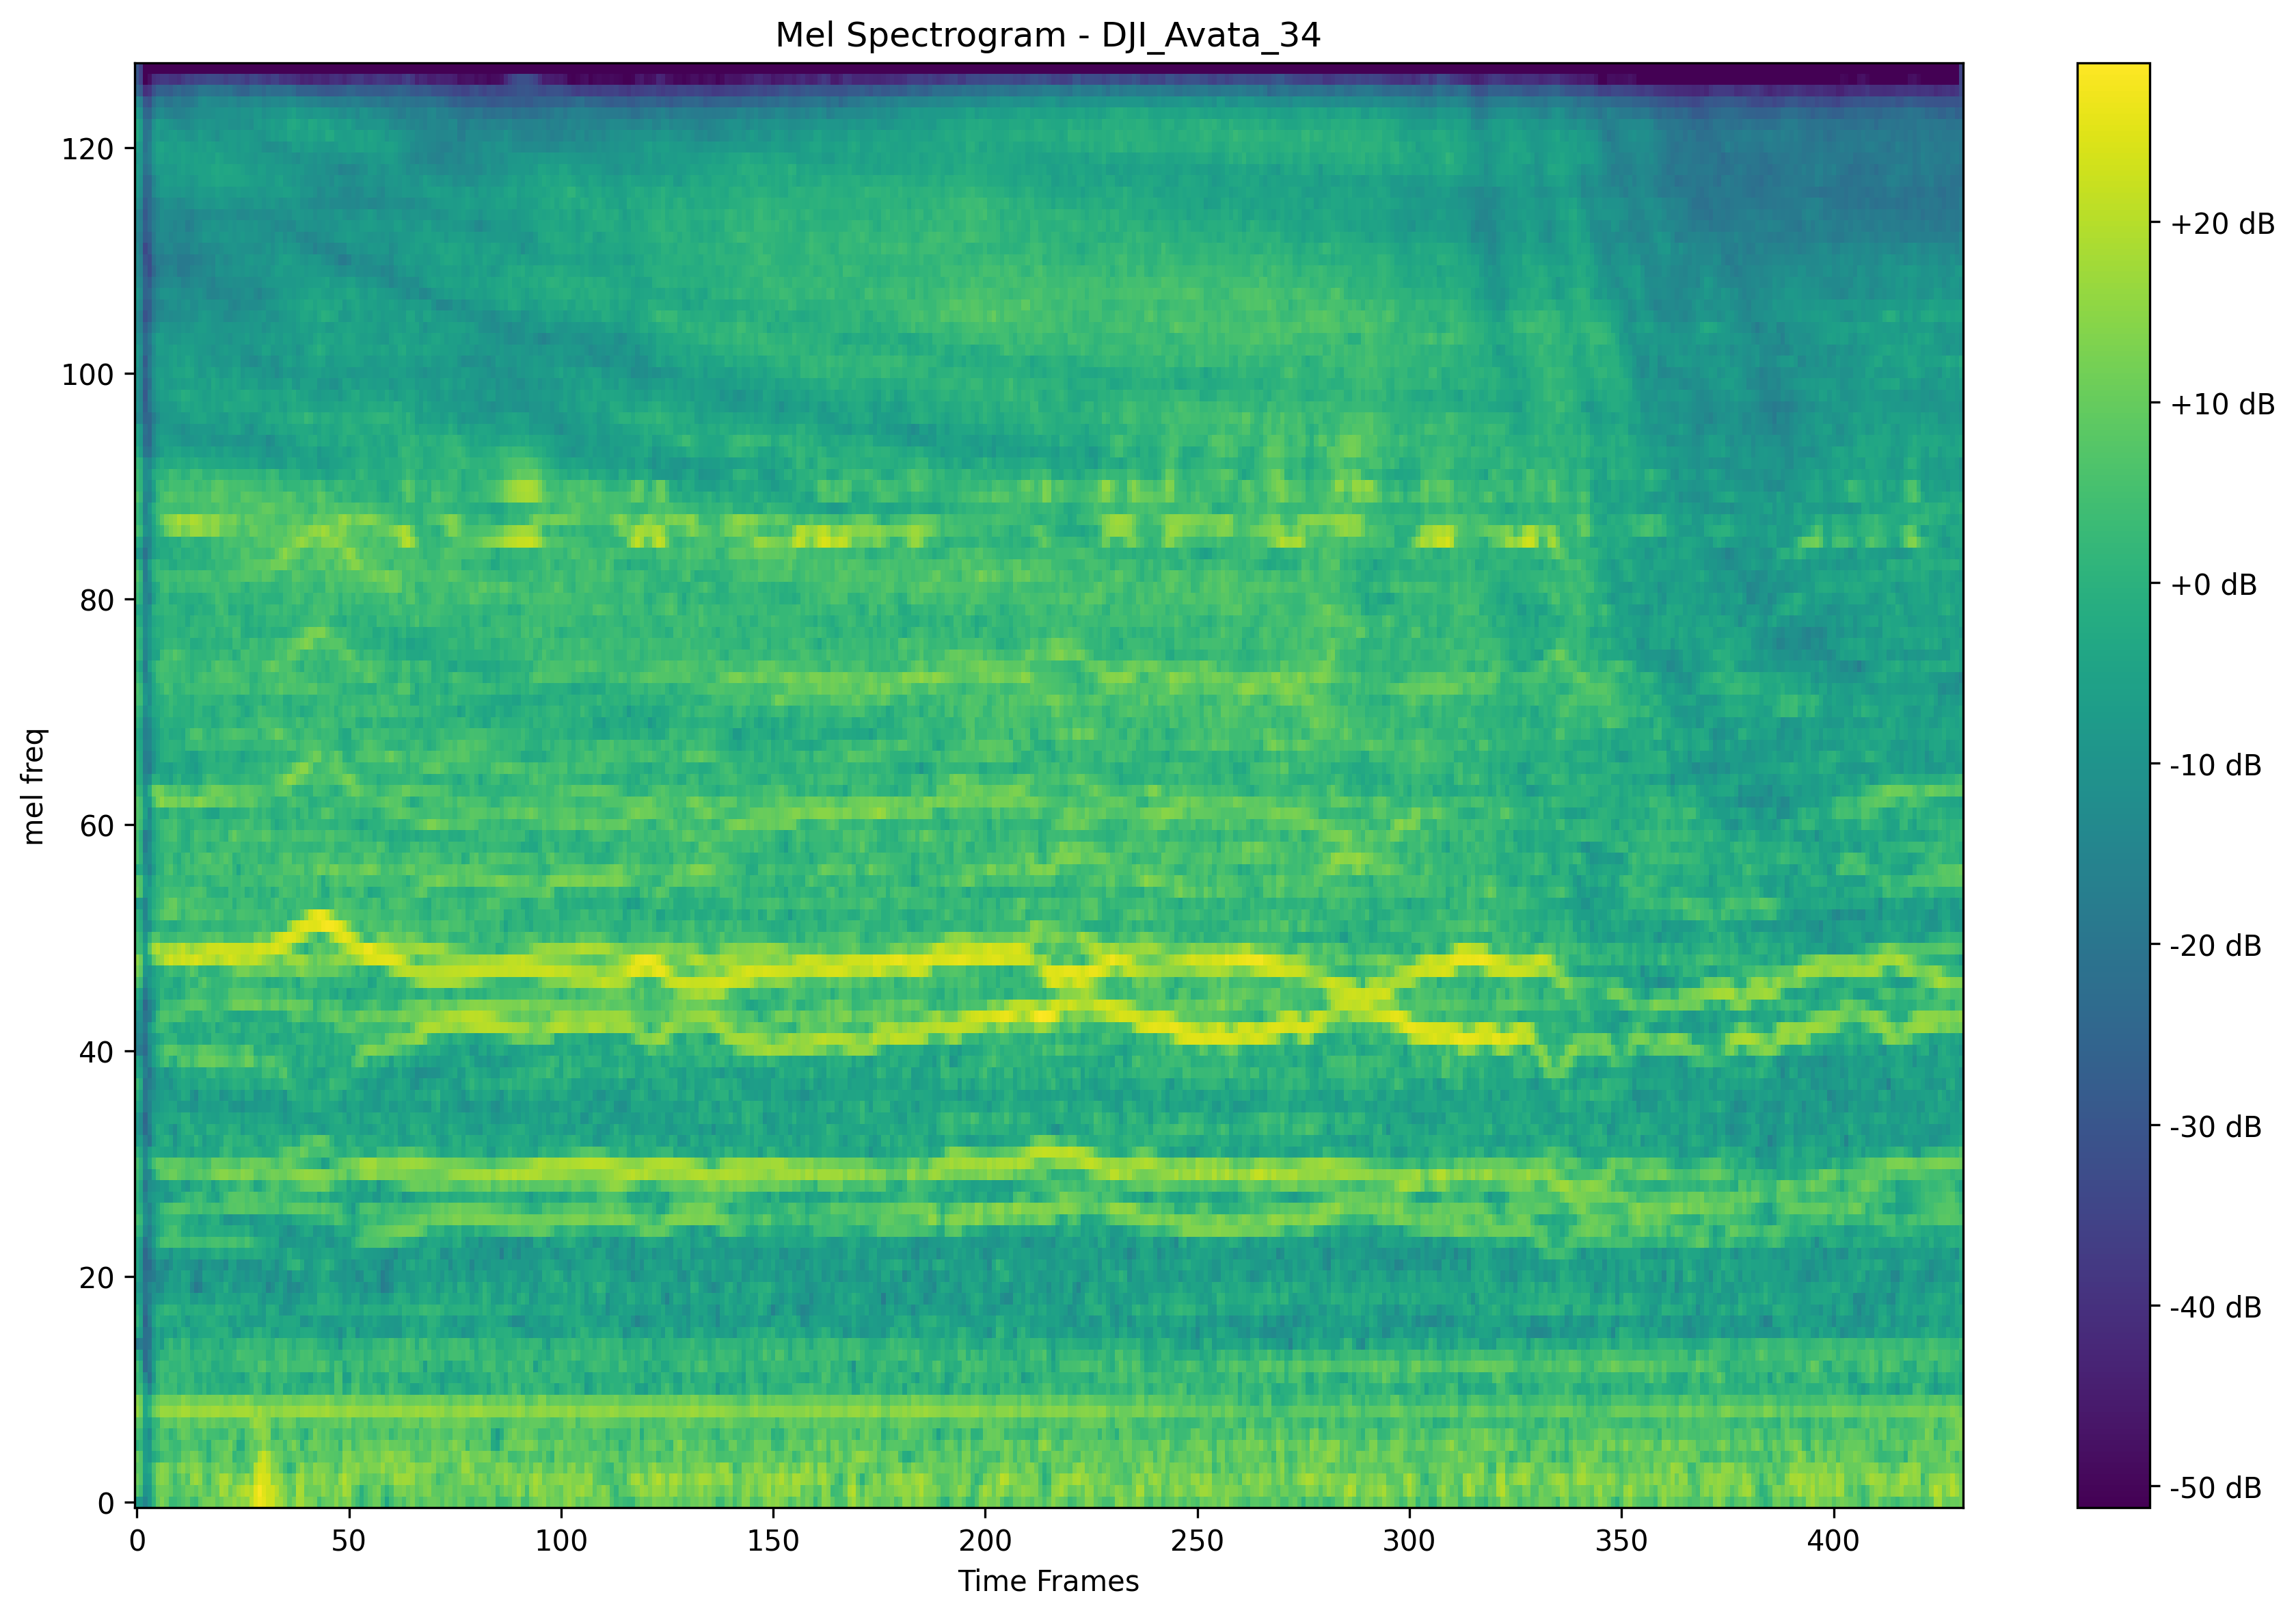 Mel Spectrogram - DJI_Avata_34
mel freq
120
100
80
60
40
20
0
0 50 100 150 200 250 300 350 400
Time Frames
+20 dB
+10 dB
+0 dB
-10 dB
-20 dB
-30 dB
-40 dB
-50 dB